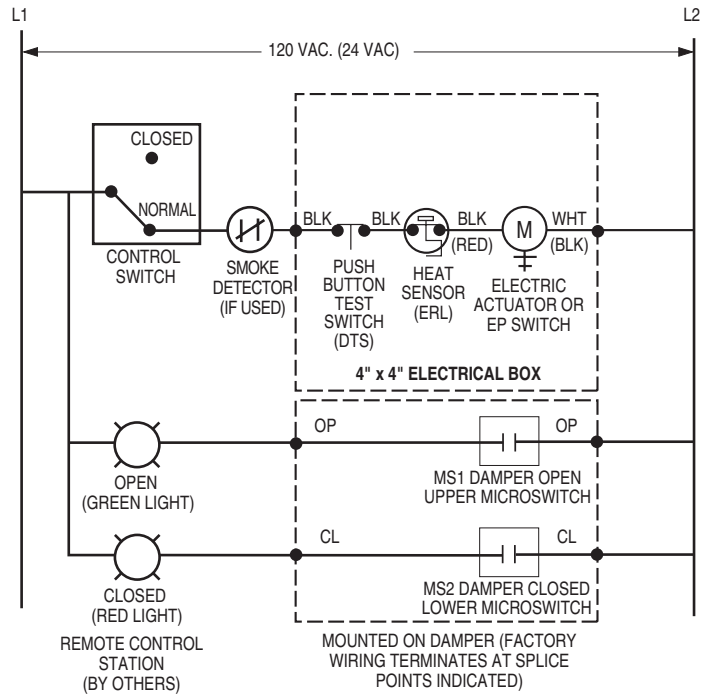 L1
L2
120 VAC. (24 VAC)
CLOSED
NORMAL
CONTROL
SWITCH
SMOKE
DETECTOR
(IF USED)
BLK
PUSH
BUTTON
TEST
SWITCH
(DTS)
BLK
HEAT
SENSOR
(ERL)
BLK
(RED)
M
WHT
(BLK)
ELECTRIC
ACTUATOR OR
EP SWITCH
4" x 4" ELECTRICAL BOX
OPEN
(GREEN LIGHT)
OP
OP
MS1 DAMPER OPEN
UPPER MICROSWITCH
CLOSED
(RED LIGHT)
CL
CL
MS2 DAMPER CLOSED
LOWER MICROSWITCH
REMOTE CONTROL
STATION
(BY OTHERS)
MOUNTED ON DAMPER (FACTORY
WIRING TERMINATES AT SPLICE
POINTS INDICATED)